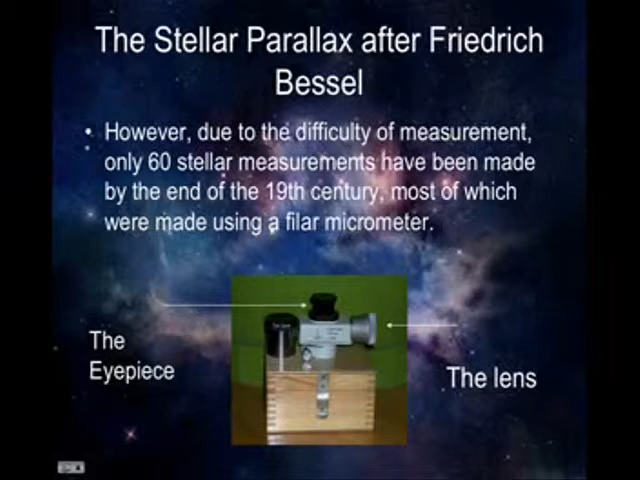 The Stellar Parallax after Friedrich
Bessel
• However, due to the difficulty of measurement,
only 60 stellar measurements have been made
by the end of the 19th century, most of which
were made using a filar micrometer.
The
Eyepiece
The lens